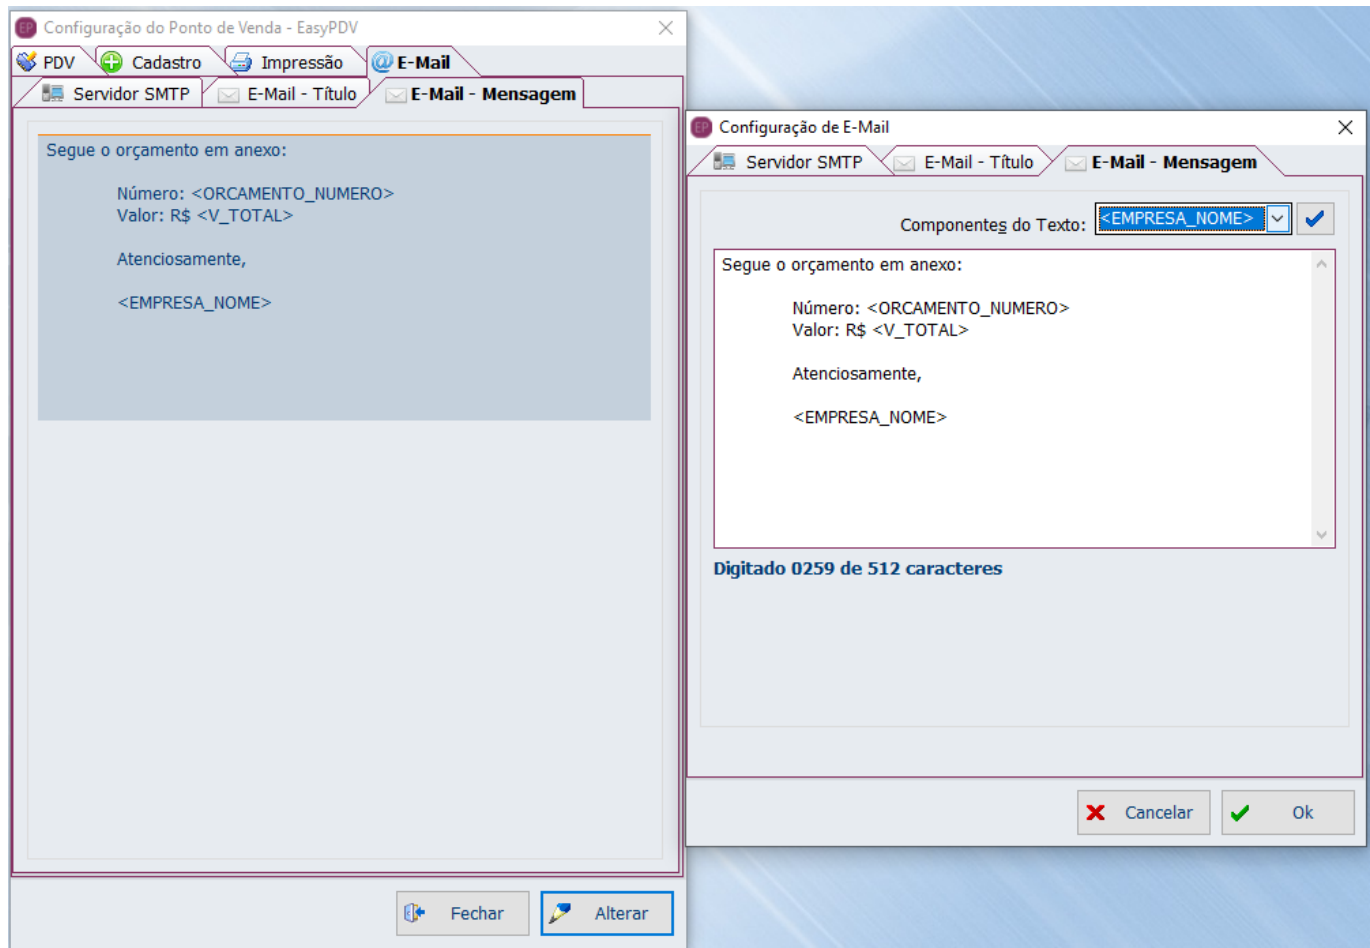 EP Configuração do Ponto de Venda - EasyPDV
PDV Cadastro Impressão E-Mail
Servidor SMTP E-Mail - Título E-Mail - Mensagem
Segue o orçamento em anexo:
Número: <ORCAMENTO_NUMERO>
Valor: R$ <V_TOTAL>
Atenciosamente,
<EMPRESA_NOME>
Fechar Alterar
EP Configuração de E-Mail
Servidor SMTP E-Mail - Título E-Mail - Mensagem
Componentes do Texto: <EMPRESA_NOME>
Segue o orçamento em anexo:
Número: <ORCAMENTO_NUMERO>
Valor: R$ <V_TOTAL>
Atenciosamente,
<EMPRESA_NOME>
Digitado 0259 de 512 caracteres
Cancelar Ok